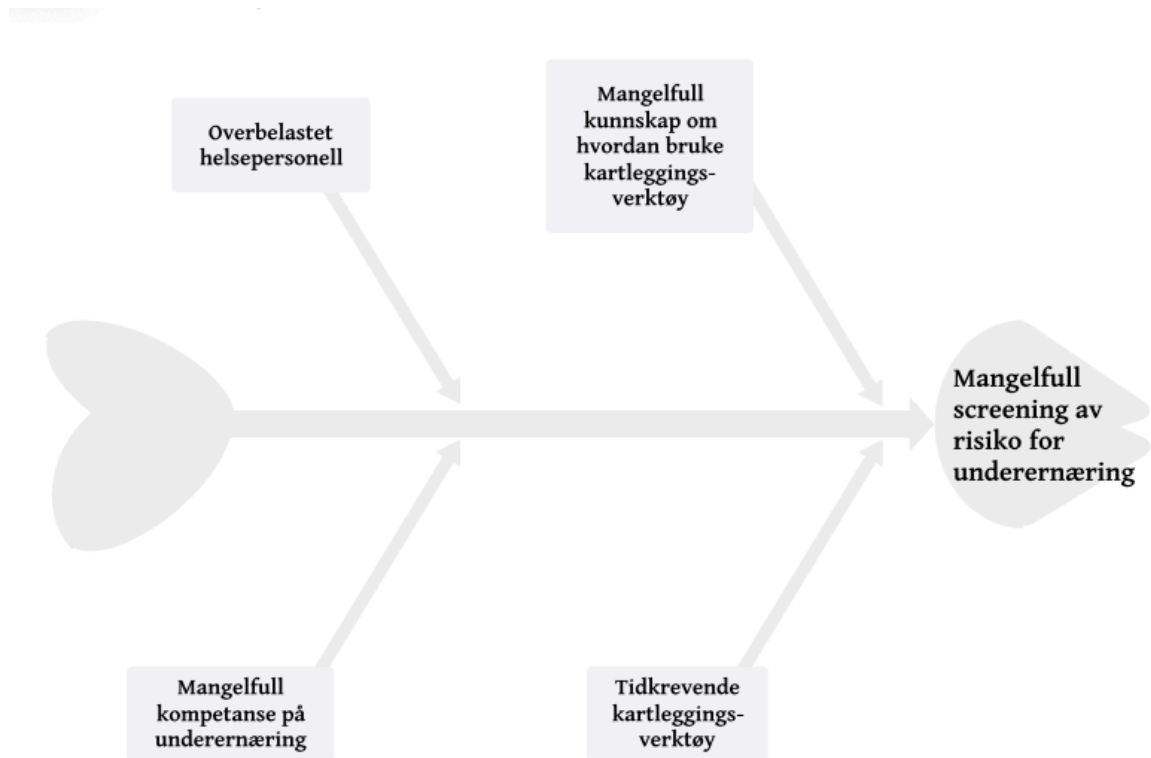 Overbelastet
helsepersonell
Mangelfull
kunnskap om
hvordan bruke
kartleggings-
verktøy
Mangelfull
screening av
risiko for
underernæring
Mangelfull
kompetanse på
underernæring
Tidkrevende
kartleggings-
verktøy